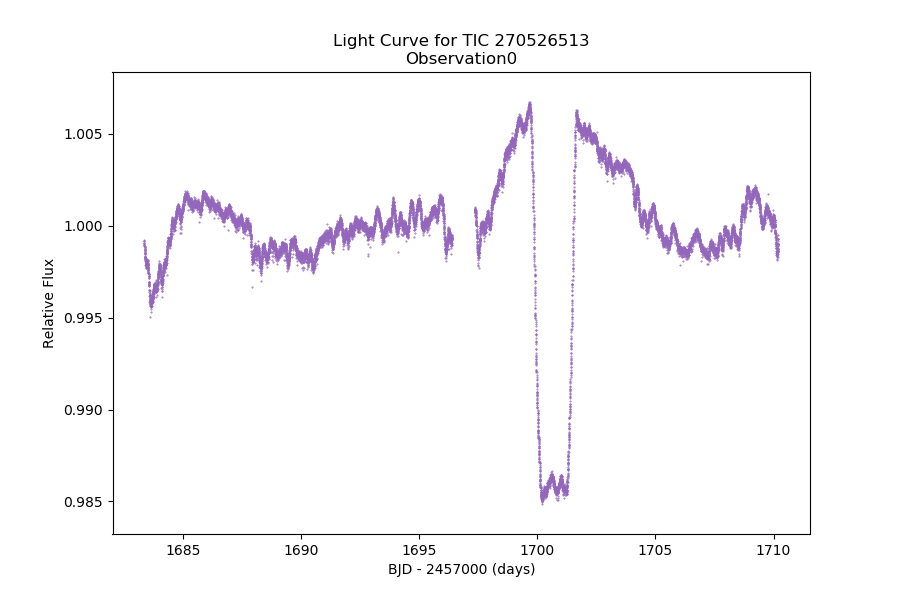 Light Curve for TIC 270526513
Observation0
Relative Flux
1.005
1.000
0.995
0.990
0.985
1685 1690 1695 1700 1705 1710
BJD - 2457000 (days)